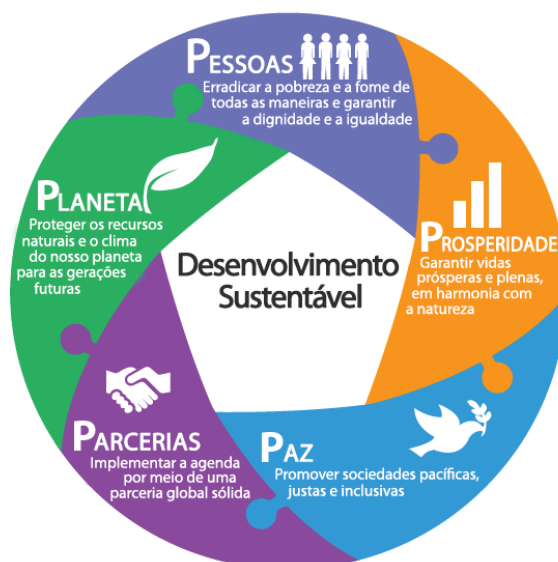 PESSOAS
Erradicar a pobreza e a fome de
todas as maneiras e garantir
a dignidade e a igualdade
PROSPERIDADE
Garantir vidas
prósperas e plenas,
em harmonia com
a natureza
PAZ
Promover sociedades pacíficas,
justas e inclusivas
PARCERIAS
Implementar a agenda
por meio de uma
parceria global sólida
PLANETA
Proteger os recursos
naturais e o clima
do nosso planeta
para as gerações
futuras
Desenvolvimento
Sustentável